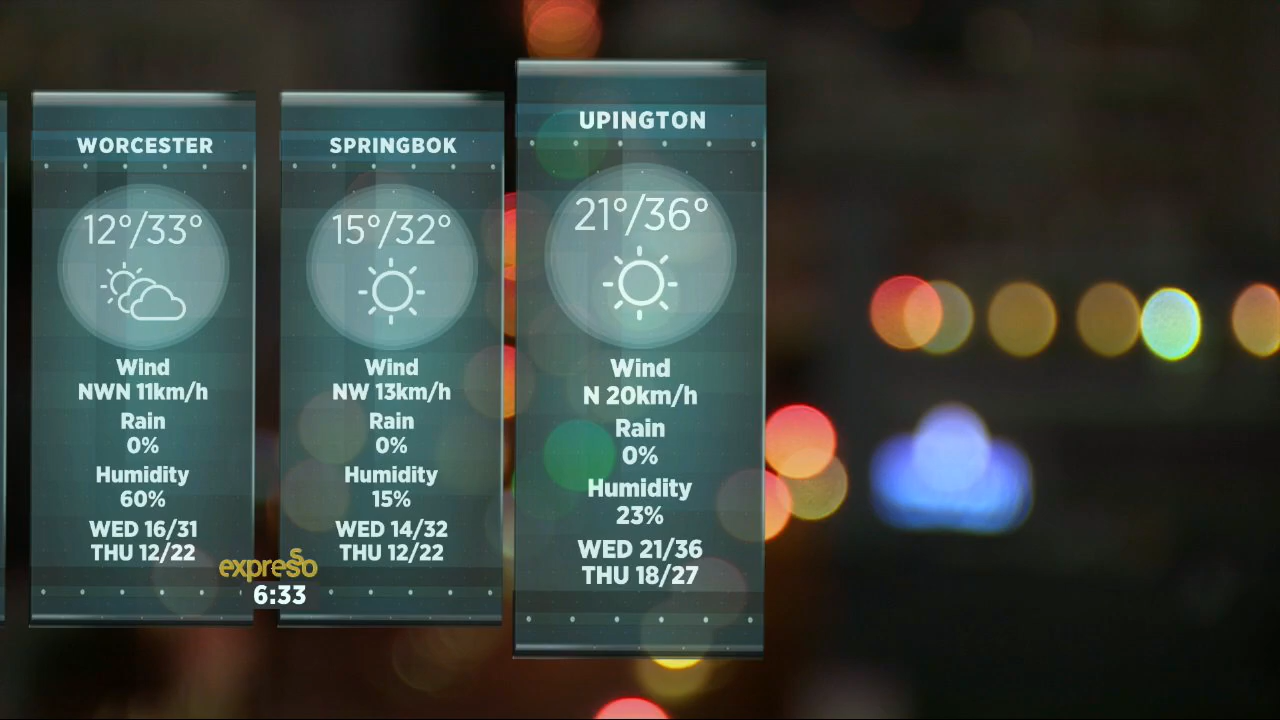 WORCESTER
12°/33°
Wind
NWN 11km/h
Rain
0%
Humidity
60%
WED 16/31
THU 12/22
SPRINGBOK
15°/32°
Wind
NW 13km/h
Rain
0%
Humidity
15%
WED 14/32
THU 12/22
UPINGTON
21°/36°
Wind
N 20km/h
Rain
0%
Humidity
23%
WED 21/36
THU 18/27
expresso
6:33